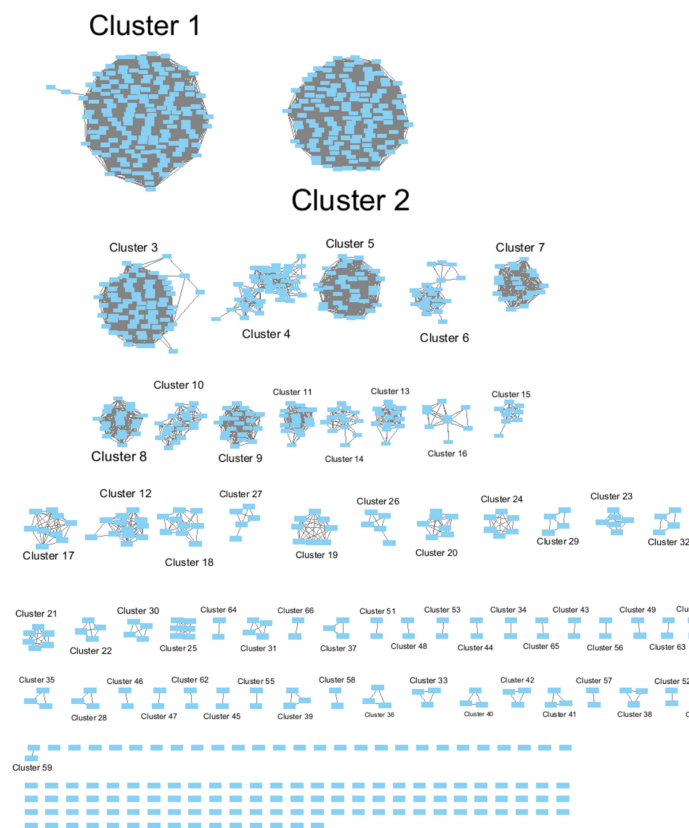 Cluster 1
Cluster 2
Cluster 3
Cluster 5
Cluster 7
Cluster 4
Cluster 6
Cluster 10
Cluster 11
Cluster 13
Cluster 15
Cluster 8
Cluster 9
Cluster 14
Cluster 16
Cluster 12
Cluster 27
Cluster 26
Cluster 24
Cluster 23
Cluster 17
Cluster 18
Cluster 19
Cluster 20
Cluster 29
Cluster 32
Cluster 21
Cluster 30
Cluster 64
Cluster 66
Cluster 51
Cluster 53
Cluster 34
Cluster 43
Cluster 49
Cluster 22
Cluster 25
Cluster 31
Cluster 37
Cluster 48
Cluster 44
Cluster 65
Cluster 56
Cluster 63
Cluster 35
Cluster 46
Cluster 62
Cluster 55
Cluster 58
Cluster 33
Cluster 42
Cluster 57
Cluster 52
Cluster 28
Cluster 47
Cluster 45
Cluster 39
Cluster 36
Cluster 40
Cluster 41
Cluster 38
Cluster 59